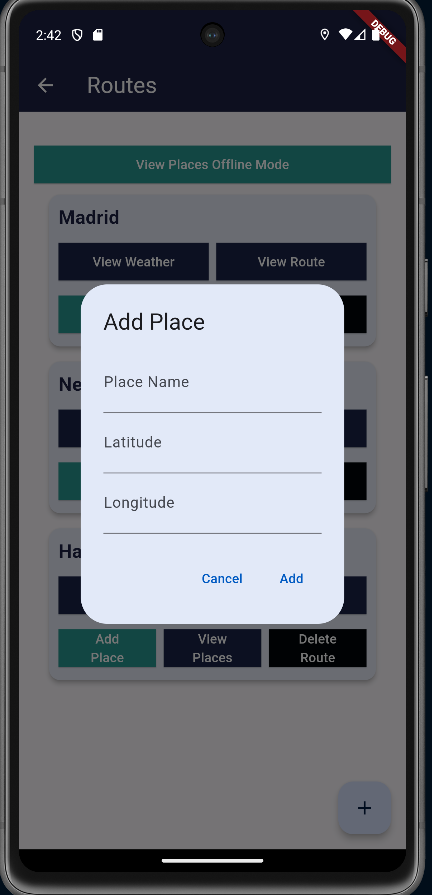 2:42
DEBUG
Routes
View Places Offline Mode
Madrid
View Weather
View Route
Add Place
Place Name
Ne
Latitude
Longitude
Ha
Cancel
Add
Add
Place
View
Places
Delete
Route
+